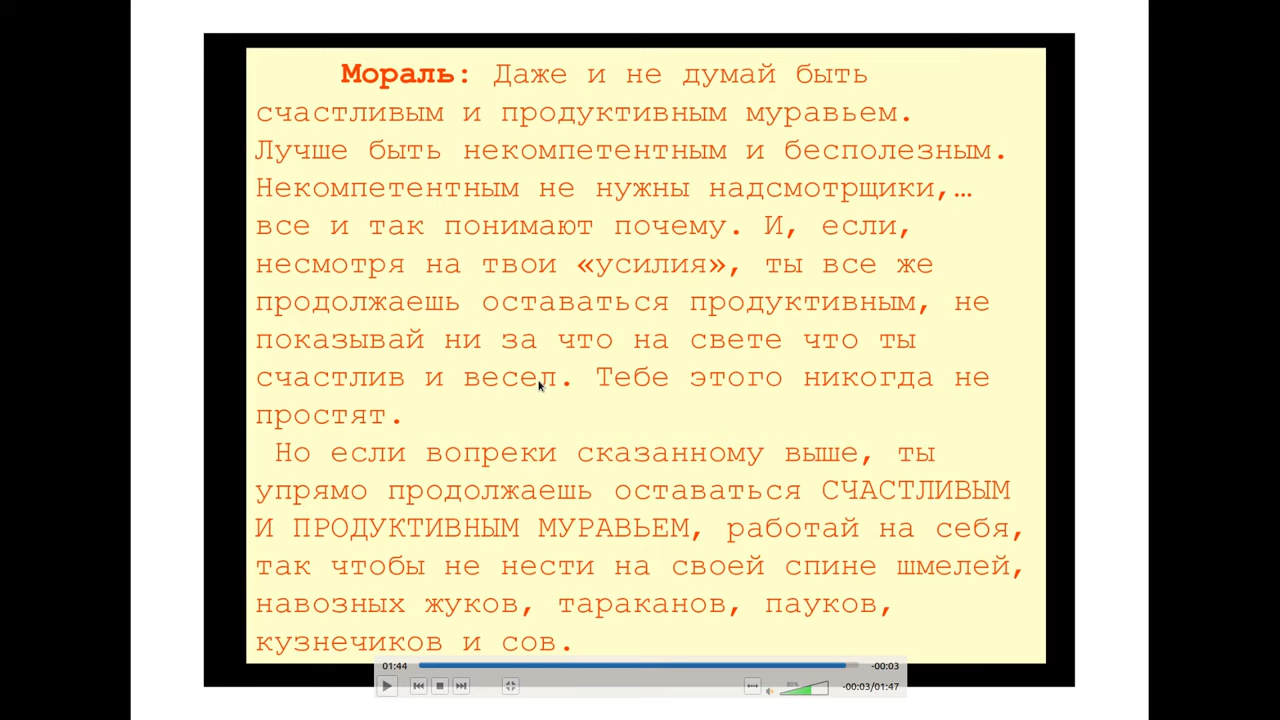 Мораль: Даже и не думай быть
счастливым и продуктивным муравьем.
Лучше быть некомпетентным и бесполезным.
Некомпетентным не нужны надсмотрщики,…
все и так понимают почему. И, если,
несмотря на твои «усилия», ты все же
продолжаешь оставаться продуктивным, не
показывай ни за что на свете что ты
счастлив и весел. Тебе этого никогда не
простят.
Но если вопреки сказанному выше, ты
упрямо продолжаешь оставаться СЧАСТЛИВЫМ
И ПРОДУКТИВНЫМ МУРАВЬЕМ, работай на себя,
так чтобы не нести на своей спине шмелей,
навозных жуков, тараканов, пауков,
кузнечиков и сов.
01:44 -00:03
80%
-00:03/01:47